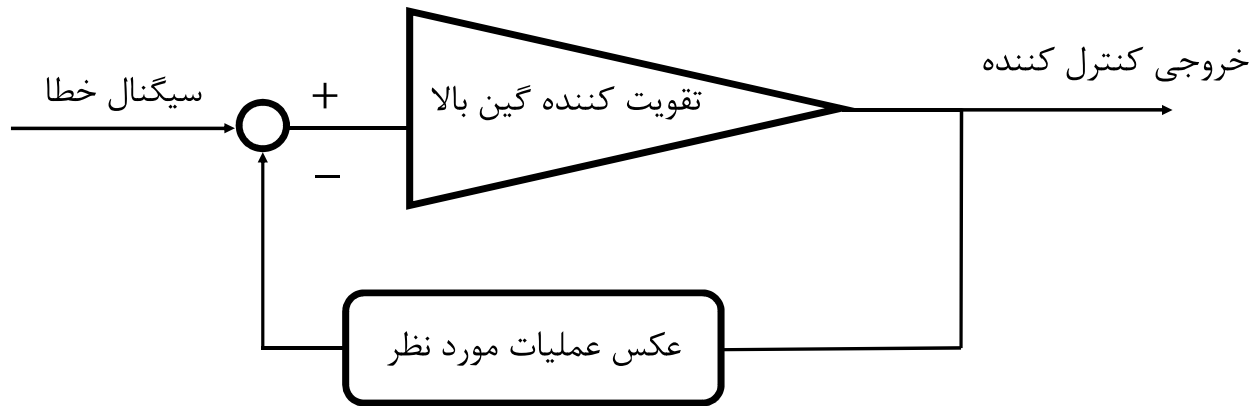 خروجی کنترل کننده
سیگنال خطا
+
تقویت کننده گین بالا
−
عکس عملیات مورد نظر